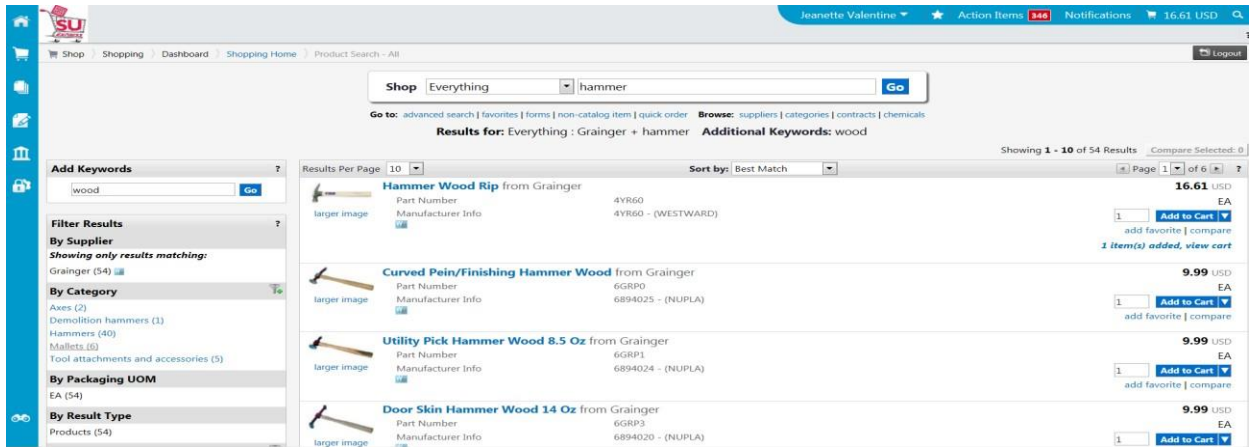 Jeanette Valentine Action Items 346 Notifications 16.61 USD
SU
?
Shop Shopping Dashboard Shopping Home Product Search - All Logout
Shop Everything hammer Go
Go to: advanced search | favorites | forms | non-catalog item | quick order Browse: suppliers | categories | contracts | chemicals
Results for: Everything : Grainger + hammer Additional Keywords: wood
Showing 1 - 10 of 54 Results Compare Selected: 0
Add Keywords ?
wood Go
Filter Results ?
By Supplier
Showing only results matching:
Grainger (54)
By Category
Axes (2)
Demolition hammers (1)
Hammers (40)
Mallets (6)
Tool attachments and accessories (5)
By Packaging UOM
EA (54)
By Result Type
Products (54)
Results Per Page 10 Sort by: Best Match Page 1 of 6 ?
Hammer Wood Rip from Grainger 16.61 USD
Part Number 4YR60 EA
larger image Manufacturer Info 4YR60 - (WESTWARD) 1 Add to Cart
add favorite | compare
1 item(s) added, view cart
Curved Pein/Finishing Hammer Wood from Grainger 9.99 USD
Part Number 6GRP0 EA
larger image Manufacturer Info 6894025 - (NUPLA) 1 Add to Cart
add favorite | compare
Utility Pick Hammer Wood 8.5 Oz from Grainger 9.99 USD
Part Number 6GRP1 EA
larger image Manufacturer Info 6894024 - (NUPLA) 1 Add to Cart
add favorite | compare
Door Skin Hammer Wood 14 Oz from Grainger 9.99 USD
Part Number 6GRP3 EA
larger image Manufacturer Info 6894020 - (NUPLA) 1 Add to Cart